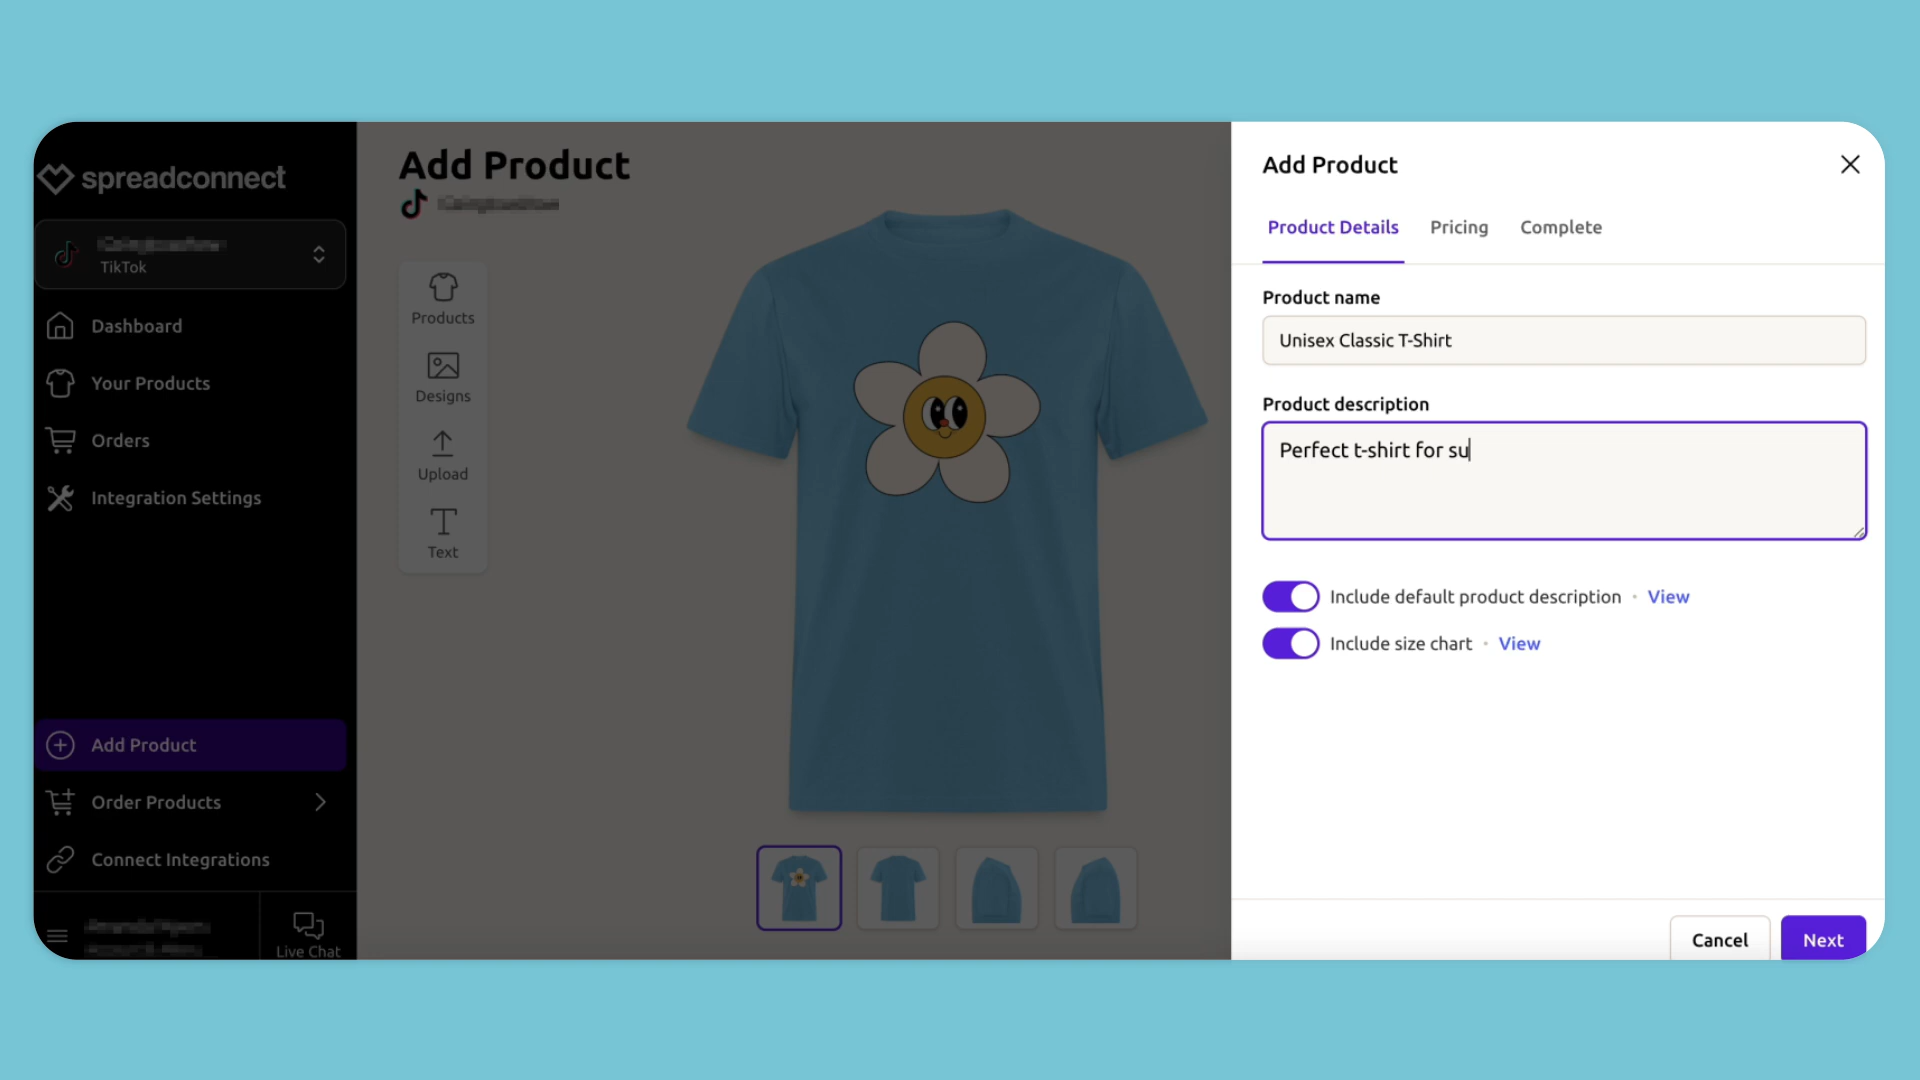 spreadconnect
TikTok
Dashboard
Your Products
Orders
Integration Settings
Add Product
Order Products
Connect Integrations
Live Chat
Add Product
Products
Designs
Upload
Text
Add Product
Product Details Pricing Complete
Product name
Unisex Classic T-Shirt
Product description
Perfect t-shirt for su
Include default product description • View
Include size chart • View
Cancel Next